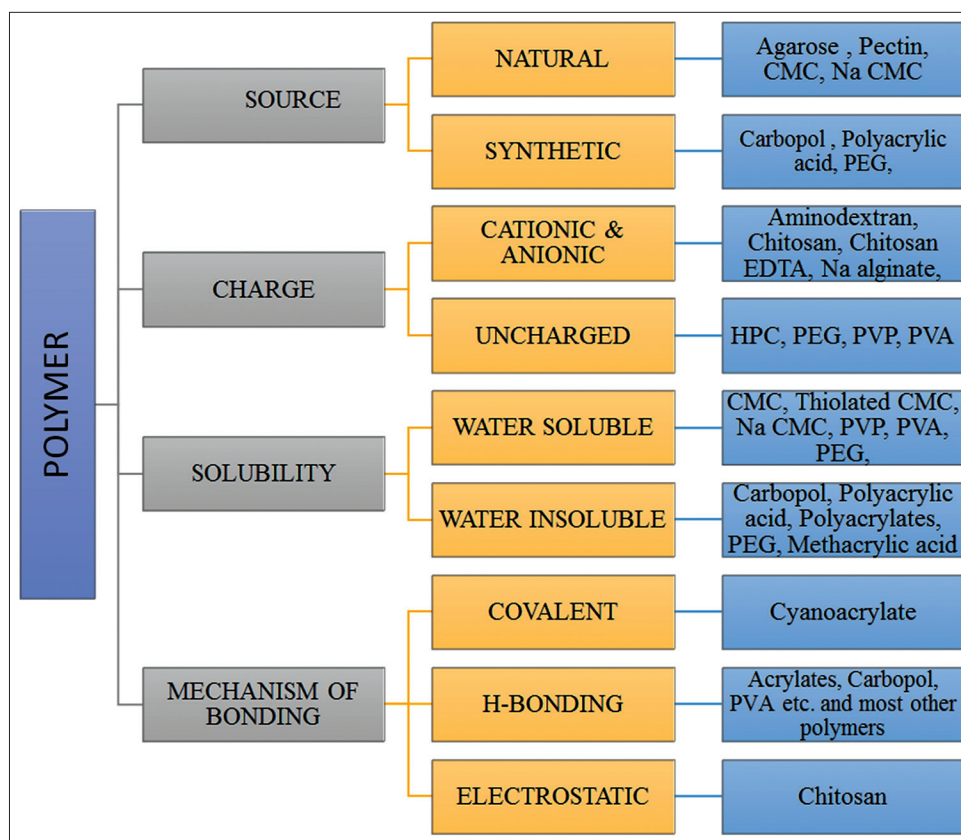 POLYMER
SOURCE
NATURAL
Agarose , Pectin,
CMC, Na CMC
SYNTHETIC
Carbopol , Polyacrylic
acid, PEG,
CHARGE
CATIONIC &
ANIONIC
Aminodextran,
Chitosan, Chitosan
EDTA, Na alginate,
UNCHARGED
HPC, PEG, PVP, PVA
SOLUBILITY
WATER SOLUBLE
CMC, Thiolated CMC,
Na CMC, PVP, PVA,
PEG,
WATER INSOLUBLE
Carbopol, Polyacrylic
acid, Polyacrylates,
PEG, Methacrylic acid
MECHANISM OF
BONDING
COVALENT
Cyanoacrylate
H-BONDING
Acrylates, Carbopol,
PVA etc. and most other
polymers
ELECTROSTATIC
Chitosan